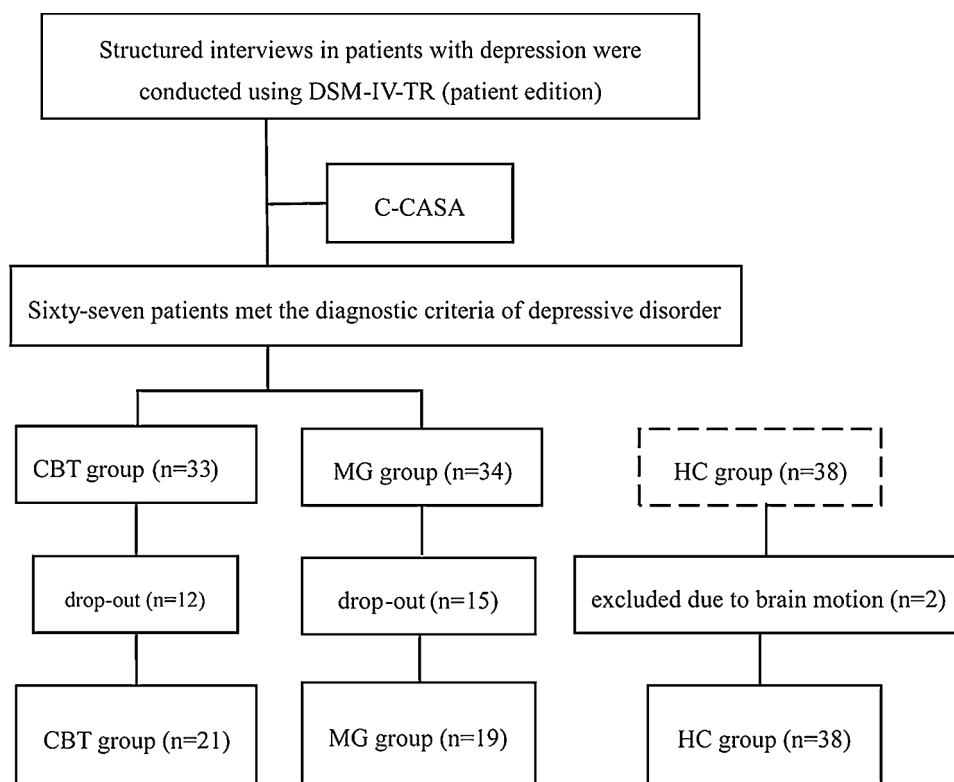 Structured interviews in patients with depression were
conducted using DSM-IV-TR (patient edition)
C-CASA
Sixty-seven patients met the diagnostic criteria of depressive disorder
CBT group (n=33)
MG group (n=34)
HC group (n=38)
drop-out (n=12)
drop-out (n=15)
excluded due to brain motion (n=2)
CBT group (n=21)
MG group (n=19)
HC group (n=38)